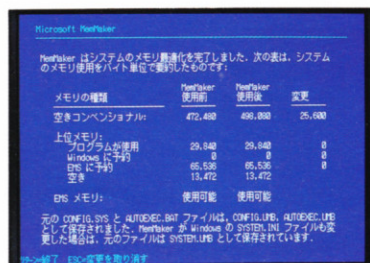 Microsoft MemMaker
MemMaker はシステムのメモリ最適化を完了しました. 次の表は, システム
のメモリ使用をバイト単位で要約したものです:
MemMaker MemMaker
メモリの種類 使用前 使用後 変更
空きコンベンショナル: 472,480 498,080 25,600
上位メモリ:
プログラムが使用 29,840 29,840 0
Windows に予約 0 0 0
EMS に予約 65,536 65,536 0
空き 13,472 13,472
EMS メモリ: 使用可能 使用可能
元の CONFIG.SYS と AUTOEXEC.BAT ファイルは, CONFIG.UMB, AUTOEXEC.UMB
として保存されました. MemMaker が Windows の SYSTEM.INI ファイルも変
更した場合は, 元のファイルは SYSTEM.UMB として保存されています.
=終了 ESC=変更を取り消す